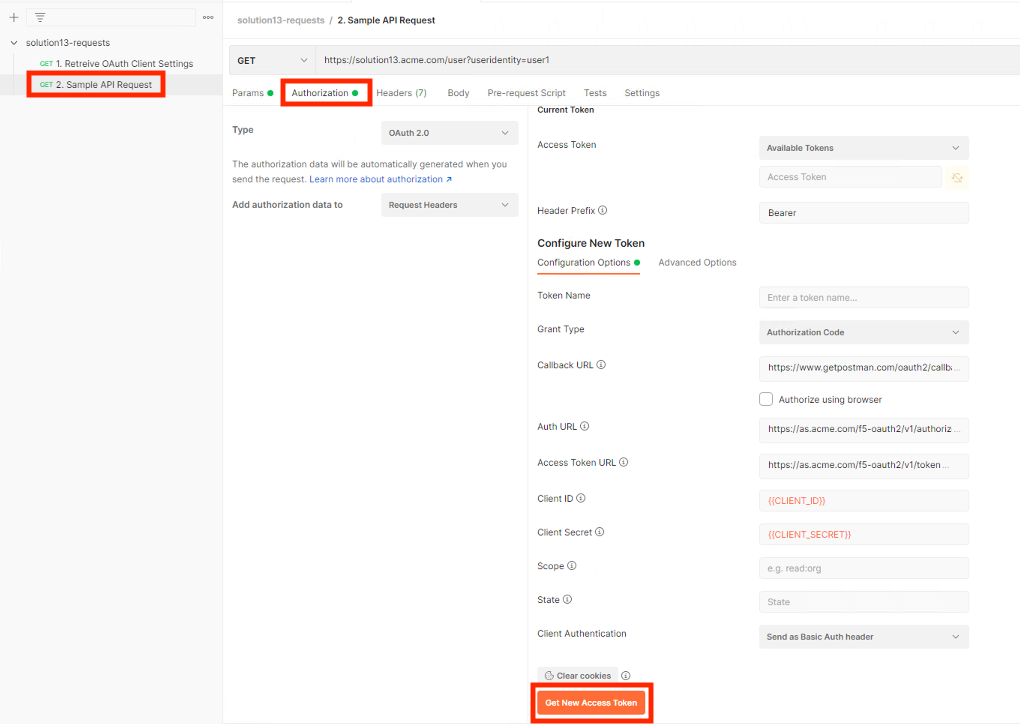 solution13-requests / 2. Sample API Request
solution13-requests
GET 1. Retreive OAuth Client Settings
GET 2. Sample API Request
GET
https://solution13.acme.com/user?useridentity=user1
Params
Authorization
Headers (7)
Body
Pre-request Script
Tests
Settings
Type
OAuth 2.0
The authorization data will be automatically generated when you
send the request. Learn more about authorization ↗
Add authorization data to
Request Headers
Current Token
Access Token
Available Tokens
Access Token
Header Prefix
Bearer
Configure New Token
Configuration Options
Advanced Options
Token Name
Enter a token name...
Grant Type
Authorization Code
Callback URL
https://www.getpostman.com/oauth2/callb...
Authorize using browser
Auth URL
https://as.acme.com/f5-oauth2/v1/authoriz ...
Access Token URL
https://as.acme.com/f5-oauth2/v1/token ...
Client ID
{{CLIENT_ID}}
Client Secret
{{CLIENT_SECRET}}
Scope
e.g. read:org
State
State
Client Authentication
Send as Basic Auth header
Clear cookies
Get New Access Token